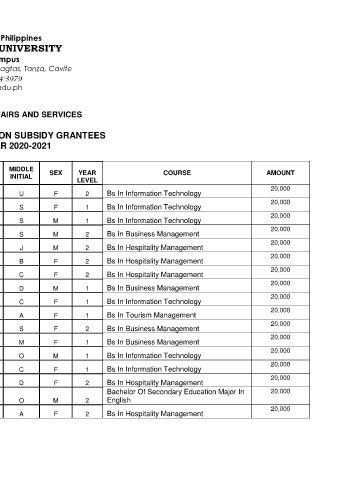 Philippines
UNIVERSITY
mpus
agtas, Tanza, Cavite
4-3979
adu.ph
AIRS AND SERVICES
ON SUBSIDY GRANTEES
R 2020-2021
MIDDLE INITIAL SEX YEAR LEVEL COURSE AMOUNT
U F 2 Bs In Information Technology 20,000
S F 1 Bs In Information Technology 20,000
S M 1 Bs In Information Technology 20,000
S M 2 Bs In Business Management 20,000
J M 2 Bs In Hospitality Management 20,000
B F 2 Bs In Hospitality Management 20,000
C F 2 Bs In Hospitality Management 20,000
D M 1 Bs In Business Management 20,000
C F 1 Bs In Information Technology 20,000
A F 1 Bs In Tourism Management 20,000
S F 2 Bs In Business Management 20,000
M F 1 Bs In Business Management 20,000
O M 1 Bs In Information Technology 20,000
C F 1 Bs In Information Technology 20,000
D F 2 Bs In Hospitality Management 20,000
O M 2 Bachelor Of Secondary Education Major In English 20,000
A F 2 Bs In Hospitality Management 20,000